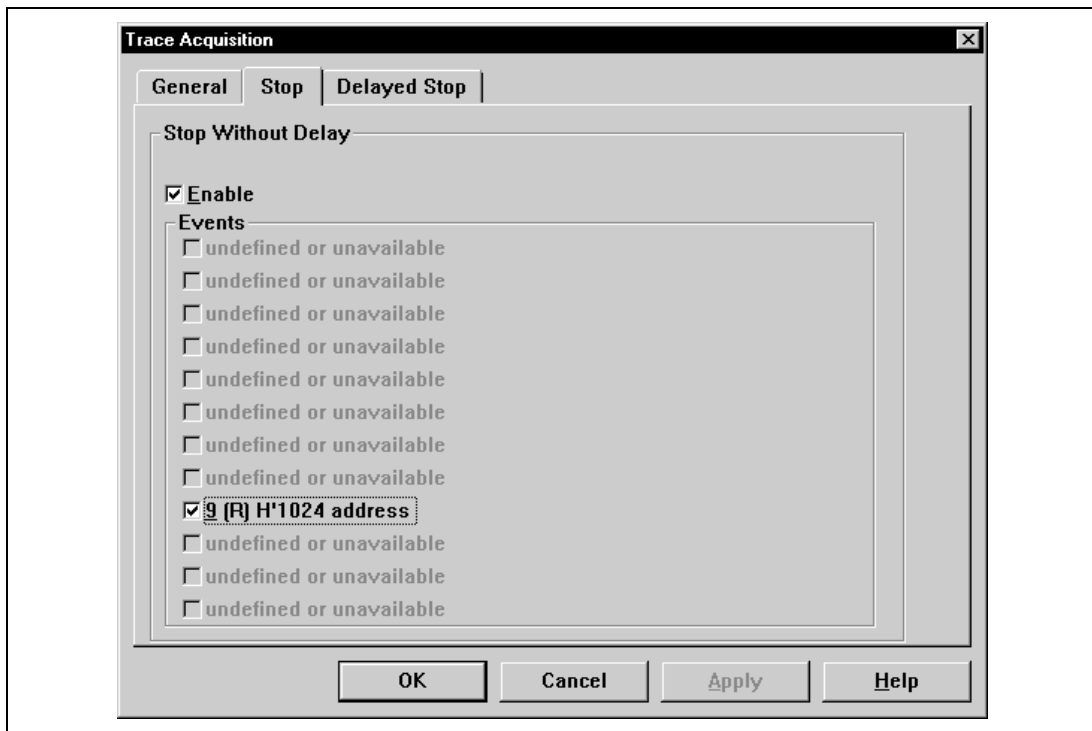 Trace Acquisition
General Stop Delayed Stop
Stop Without Delay
Enable
Events
undefined or unavailable
undefined or unavailable
undefined or unavailable
undefined or unavailable
undefined or unavailable
undefined or unavailable
undefined or unavailable
undefined or unavailable
9 (R) H'1024 address
undefined or unavailable
undefined or unavailable
undefined or unavailable
OK Cancel Apply Help